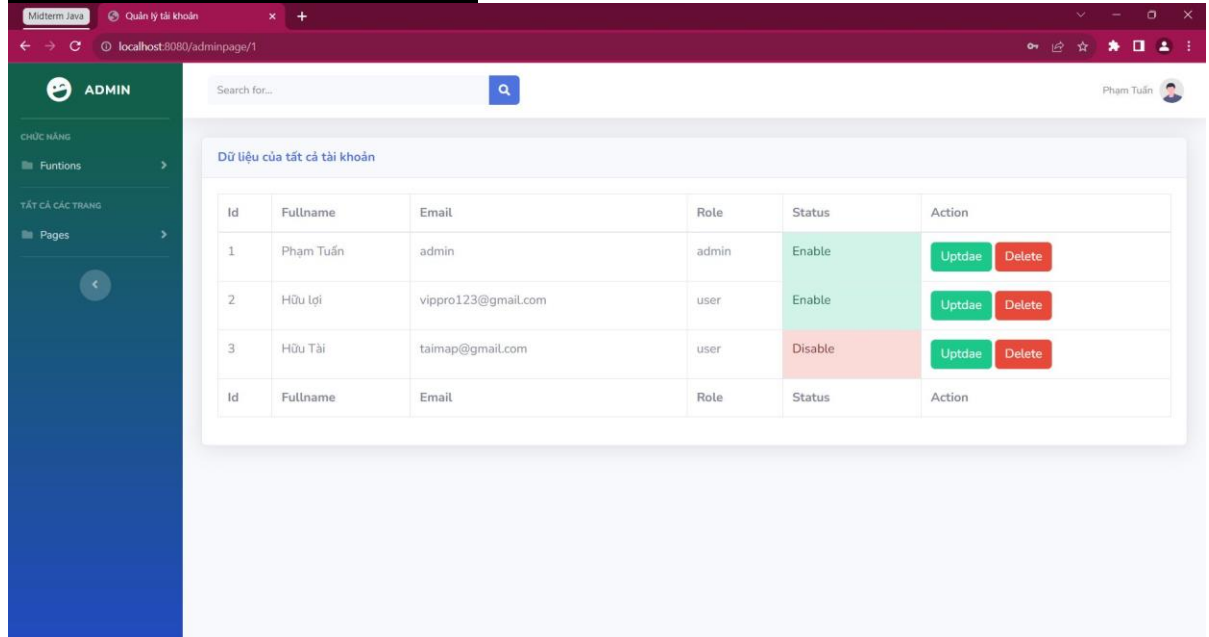 Midterm Java Quản lý tài khoản
localhost:8080/adminpage/1
ADMIN
Search for...
Phạm Tuấn
CHỨC NĂNG
Funtions
TẤT CẢ CÁC TRANG
Pages
Dữ liệu của tất cả tài khoản
Id Fullname Email Role Status Action
1 Phạm Tuấn admin admin Enable Uptdae Delete
2 Hữu lợi vippro123@gmail.com user Enable Uptdae Delete
3 Hữu Tài taimap@gmail.com user Disable Uptdae Delete
Id Fullname Email Role Status Action